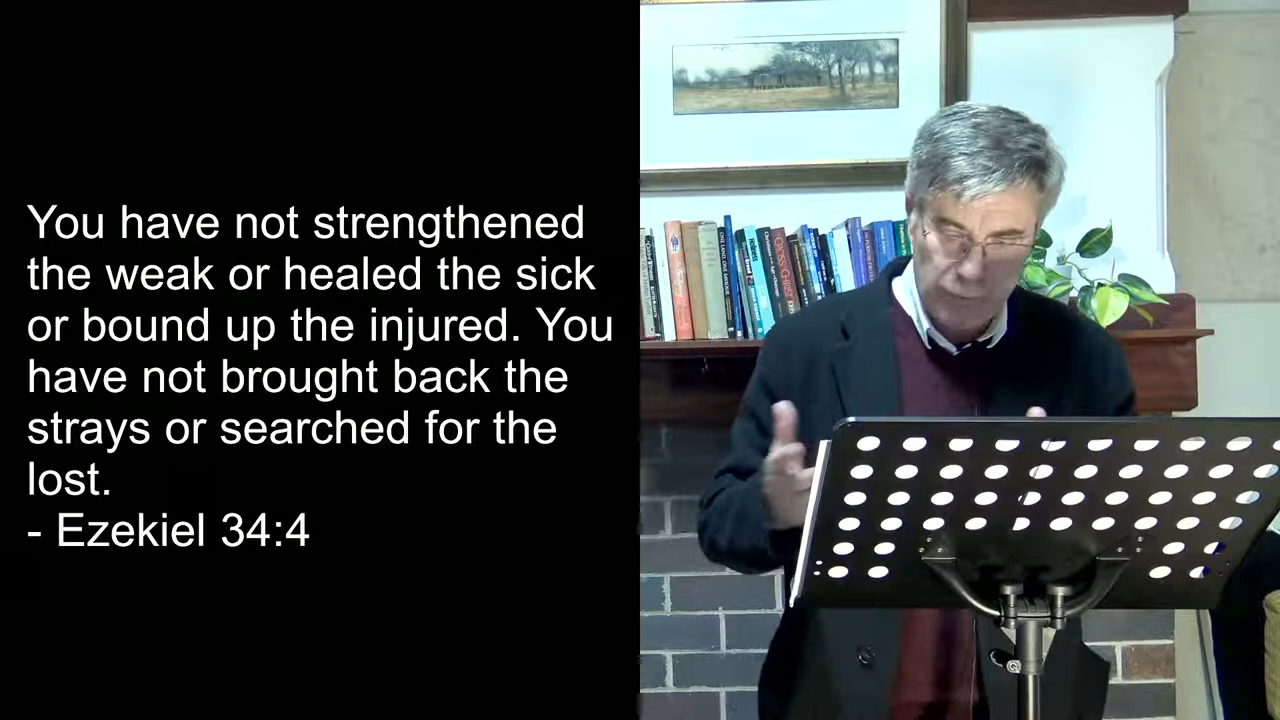 You have not strengthened
the weak or healed the sick
or bound up the injured. You
have not brought back the
strays or searched for the
lost.
- Ezekiel 34:4